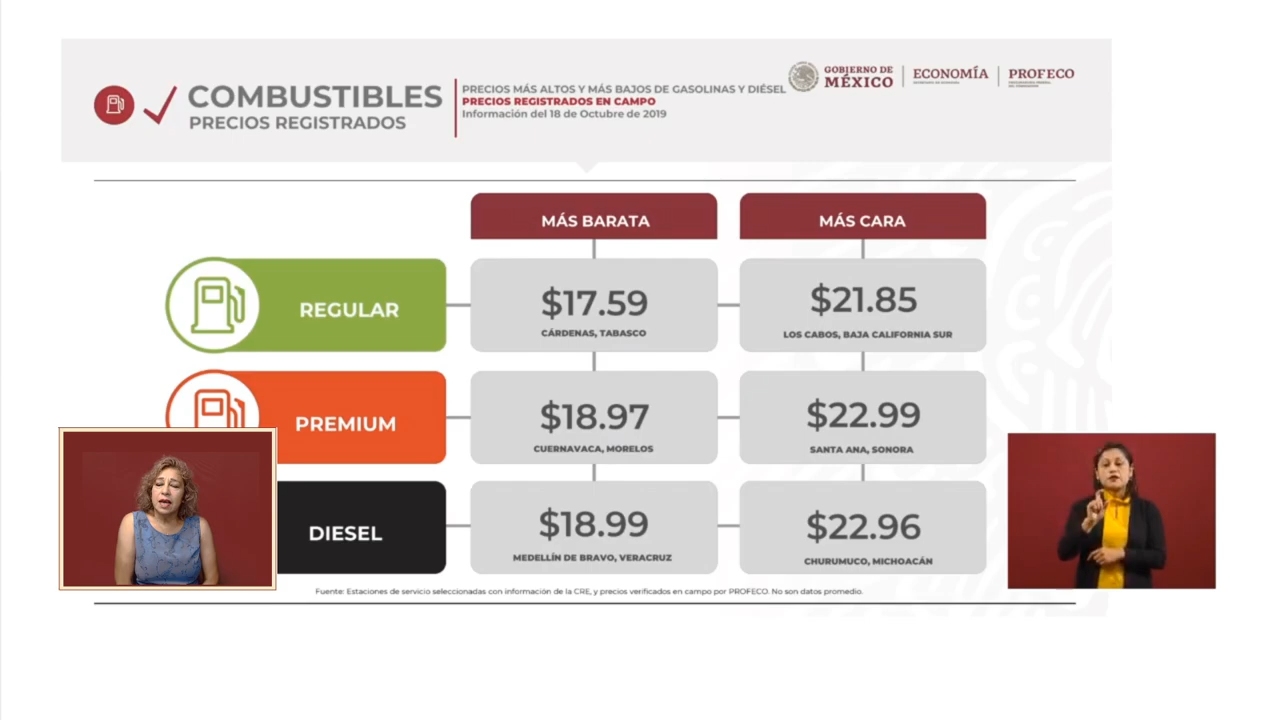 COMBUSTIBLES
PRECIOS REGISTRADOS
PRECIOS MÁS ALTOS Y MÁS BAJOS DE GASOLINAS Y DIÉSEL
PRECIOS REGISTRADOS EN CAMPO
Información del 18 de Octubre de 2019
GOBIERNO DE
MÉXICO
ECONOMÍA
PROFECO
MÁS BARATA
MÁS CARA
REGULAR
$17.59
CÁRDENAS, TABASCO
$21.85
LOS CABOS, BAJA CALIFORNIA SUR
PREMIUM
$18.97
CUERNAVACA, MORELOS
$22.99
SANTA ANA, SONORA
DIESEL
$18.99
MEDELLÍN DE BRAVO, VERACRUZ
$22.96
CHURUMUCO, MICHOACÁN
Fuente: Estaciones de servicio seleccionadas con información de la CRE, y precios verificados en campo por PROFECO. No son datos promedio.